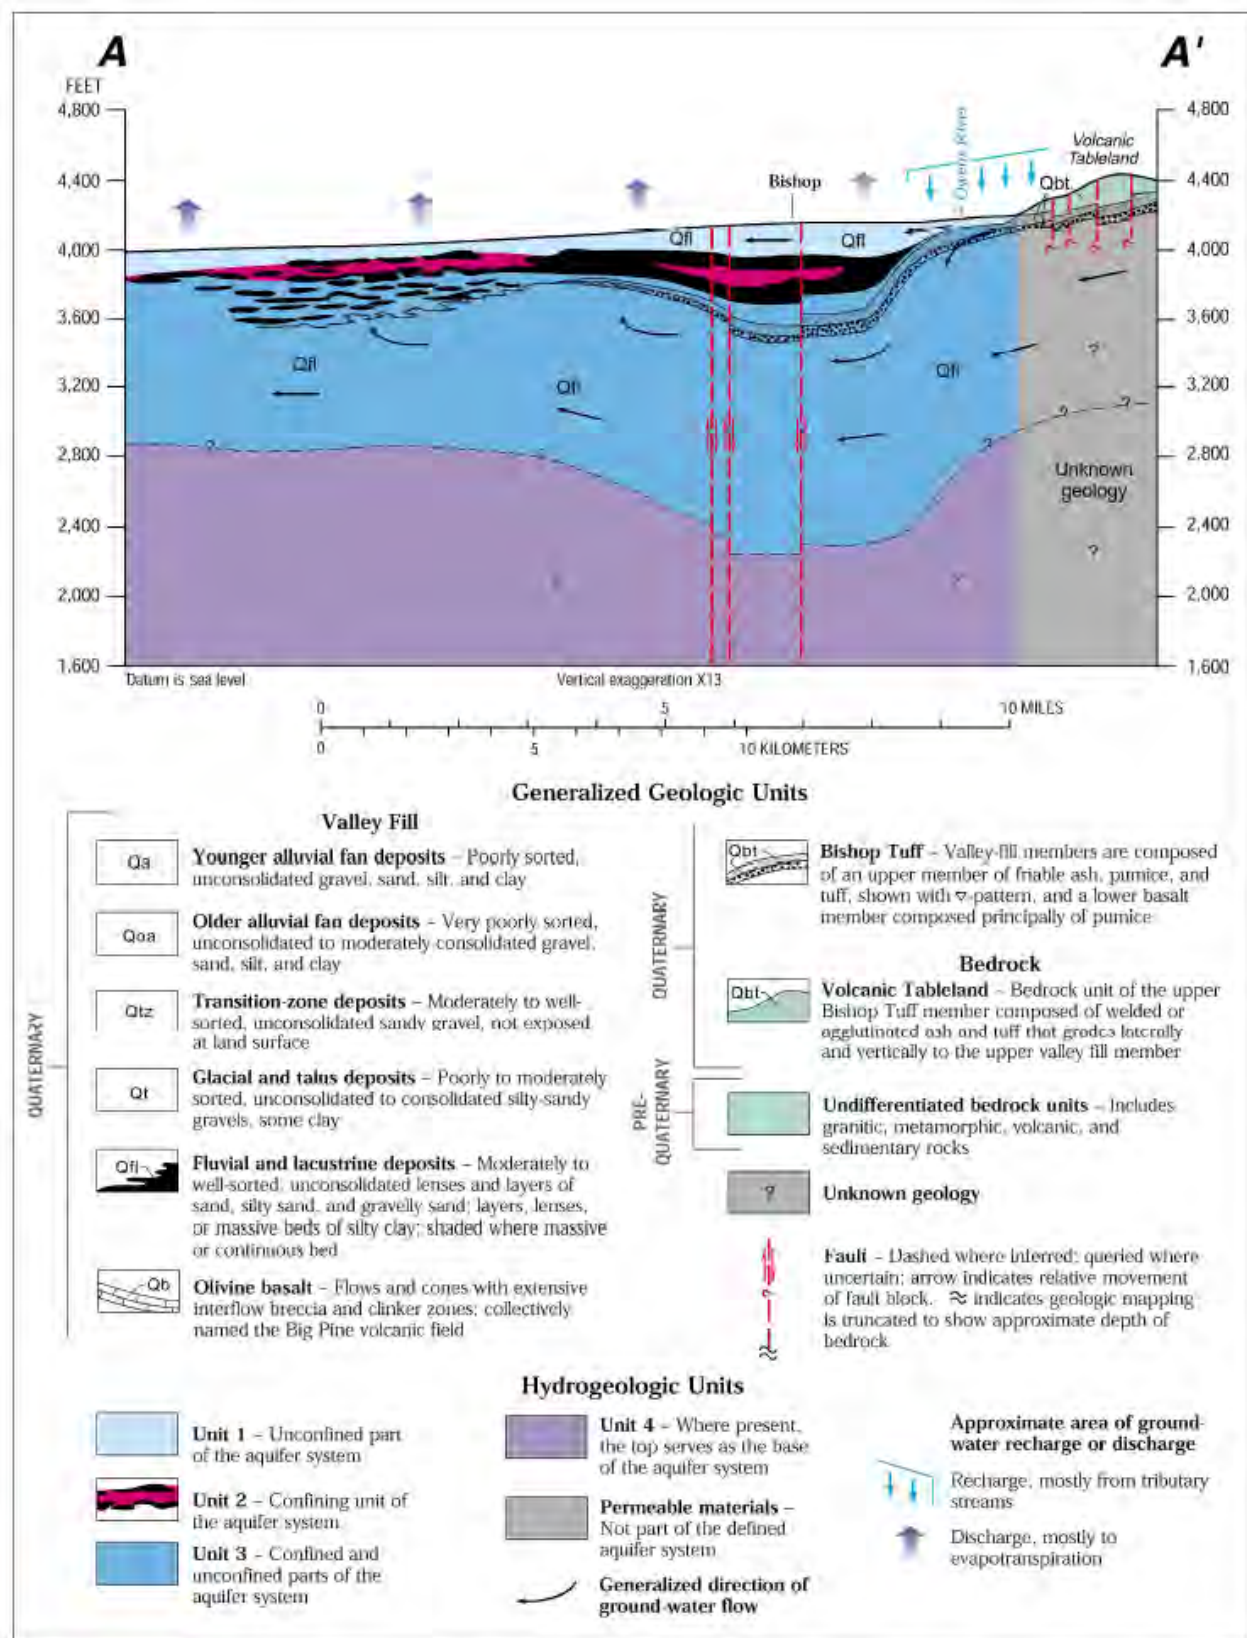 A
A'
FEET
4,800
4,400
4,000
3,600
3,200
2,800
2,400
2,000
1,600
4,800
4,400
4,000
3,600
3,200
2,800
2,400
2,000
1,600
Bishop
Owens River
Volcanic
Tableland
Qbt
Qfl
Qfl
Qfl
Qfl
Qfl
?
?
?
?
?
?
?
Unknown
geology
?
Datum is sea level
Vertical exaggeration X13
0
5
10 MILES
0
5
10 KILOMETERS
Generalized Geologic Units
Valley Fill
QUATERNARY
Qa
Younger alluvial fan deposits – Poorly sorted,
unconsolidated gravel, sand, silt, and clay
Qoa
Older alluvial fan deposits – Very poorly sorted,
unconsolidated to moderately consolidated gravel,
sand, silt, and clay
Qtz
Transition-zone deposits – Moderately to well-
sorted, unconsolidated sandy gravel, not exposed
at land surface
Qt
Glacial and talus deposits – Poorly to moderately
sorted, unconsolidated to consolidated silty-sandy
gravels, some clay
Qfl
Fluvial and lacustrine deposits – Moderately to
well-sorted, unconsolidated lenses and layers of
sand, silty sand, and gravelly sand; layers, lenses,
or massive beds of silty clay; shaded where massive
or continuous bed
Qb
Olivine basalt – Flows and cones with extensive
interflow breccia and clinker zones; collectively
named the Big Pine volcanic field
QUATERNARY
Qbt
Bishop Tuff – Valley-fill members are composed
of an upper member of friable ash, pumice, and
tuff, shown with ▿-pattern, and a lower basalt
member composed principally of pumice
Bedrock
Qbt
Volcanic Tableland – Bedrock unit of the upper
Bishop Tuff member composed of welded or
agglutinated ash and tuff that grades laterally
and vertically to the upper valley fill member
PRE-
QUATERNARY
Undifferentiated bedrock units – Includes
granitic, metamorphic, volcanic, and
sedimentary rocks
?
Unknown geology
?
Fault – Dashed where inferred; queried where
uncertain; arrow indicates relative movement
of fault block. ≈ indicates geologic mapping
is truncated to show approximate depth of
bedrock
Hydrogeologic Units
Unit 1 – Unconfined part
of the aquifer system
Unit 2 – Confining unit of
the aquifer system
Unit 3 – Confined and
unconfined parts of the
aquifer system
Unit 4 – Where present,
the top serves as the base
of the aquifer system
Permeable materials –
Not part of the defined
aquifer system
Generalized direction of
ground-water flow
Approximate area of ground-
water recharge or discharge
Recharge, mostly from tributary
streams
Discharge, mostly to
evapotranspiration